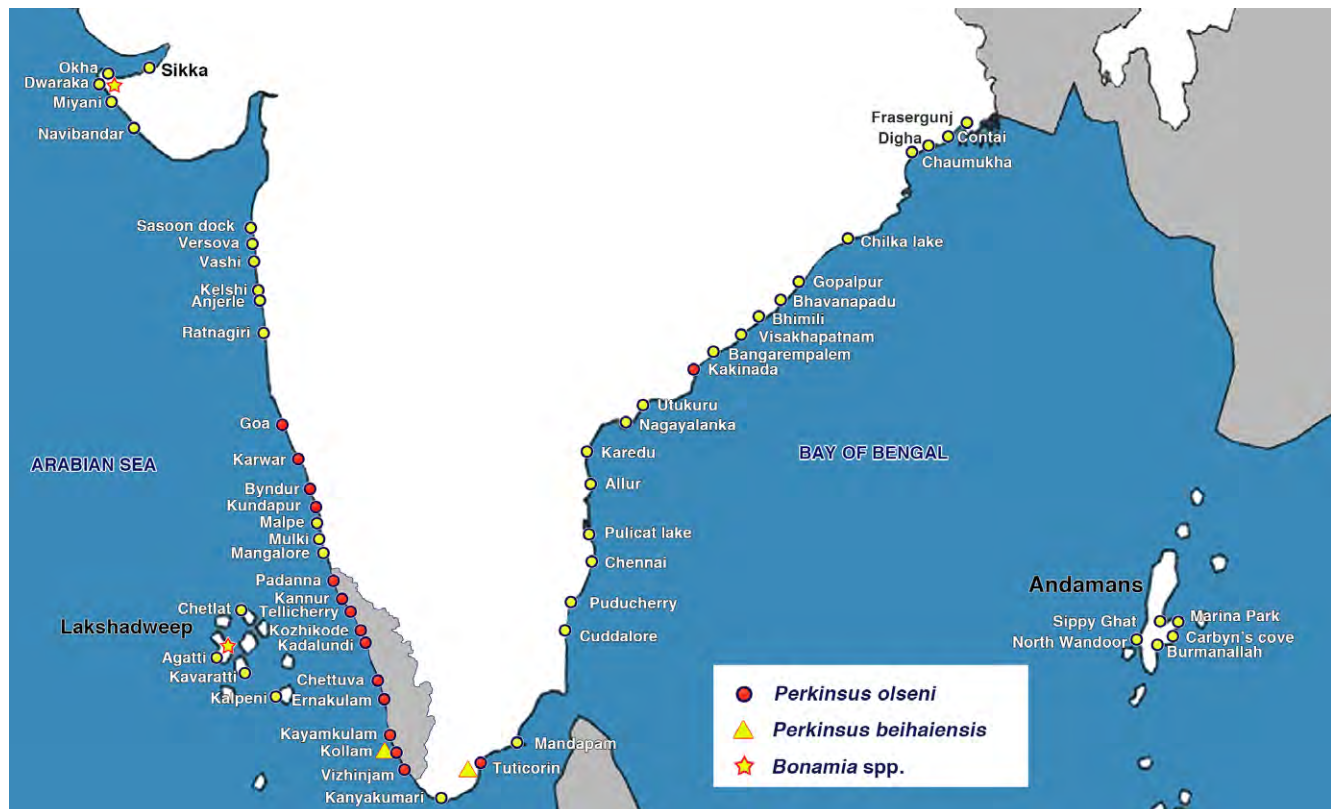 Okha
Sikka
Dwaraka
Miyani
Navibandar
Frasergunj
Digha
Contai
Chaumukha
Sasoon dock
Versova
Vashi
Kelshi
Anjerle
Ratnagiri
Chilka lake
Gopalpur
Bhavanapadu
Bhimili
Visakhapatnam
Bangarempalem
Kakinada
Utukuru
Nagayalanka
Goa
Karwar
Byndur
Kundapur
Malpe
Mulki
Mangalore
Padanna
Kannur
Tellicherry
Kozhikode
Kadalundi
Chettuva
Ernakulam
Kayamkulam
Kollam
Vizhinjam
Kanyakumari
ARABIAN SEA
BAY OF BENGAL
Karedu
Allur
Pulicat lake
Chennai
Puducherry
Cuddalore
Mandapam
Tuticorin
Chetlat
Lakshadweep
Agatti
Kavaratti
Kalpeni
Andamans
Sippy Ghat
Marina Park
North Wandoor
Carbyn's cove
Burmanallah
Perkinsus olseni
Perkinsus beihaiensis
Bonamia spp.